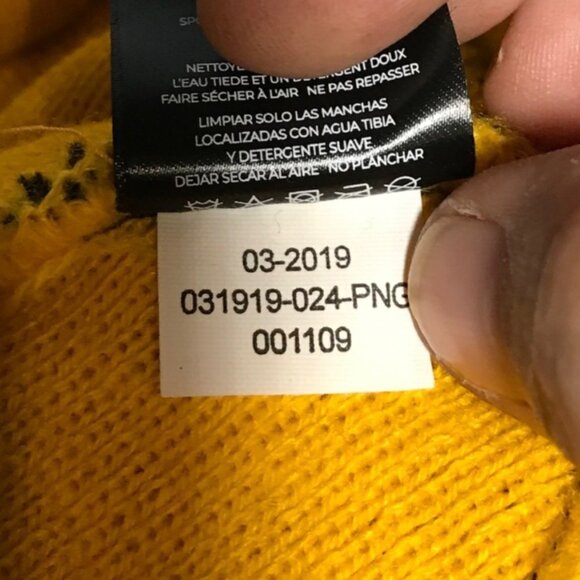 NETTOYE
L'EAU TIEDE ET UN DETERGENT DOUX
FAIRE SÉCHER À L'AIR NE PAS REPASSER
LIMPIAR SOLO LAS MANCHAS
LOCALIZADAS CON AGUA TIBIA
Y DETERGENTE SUAVE
DEJAR SECAR AL AIRE NO PLANCHAR
03-2019
031919-024-PNG
001109